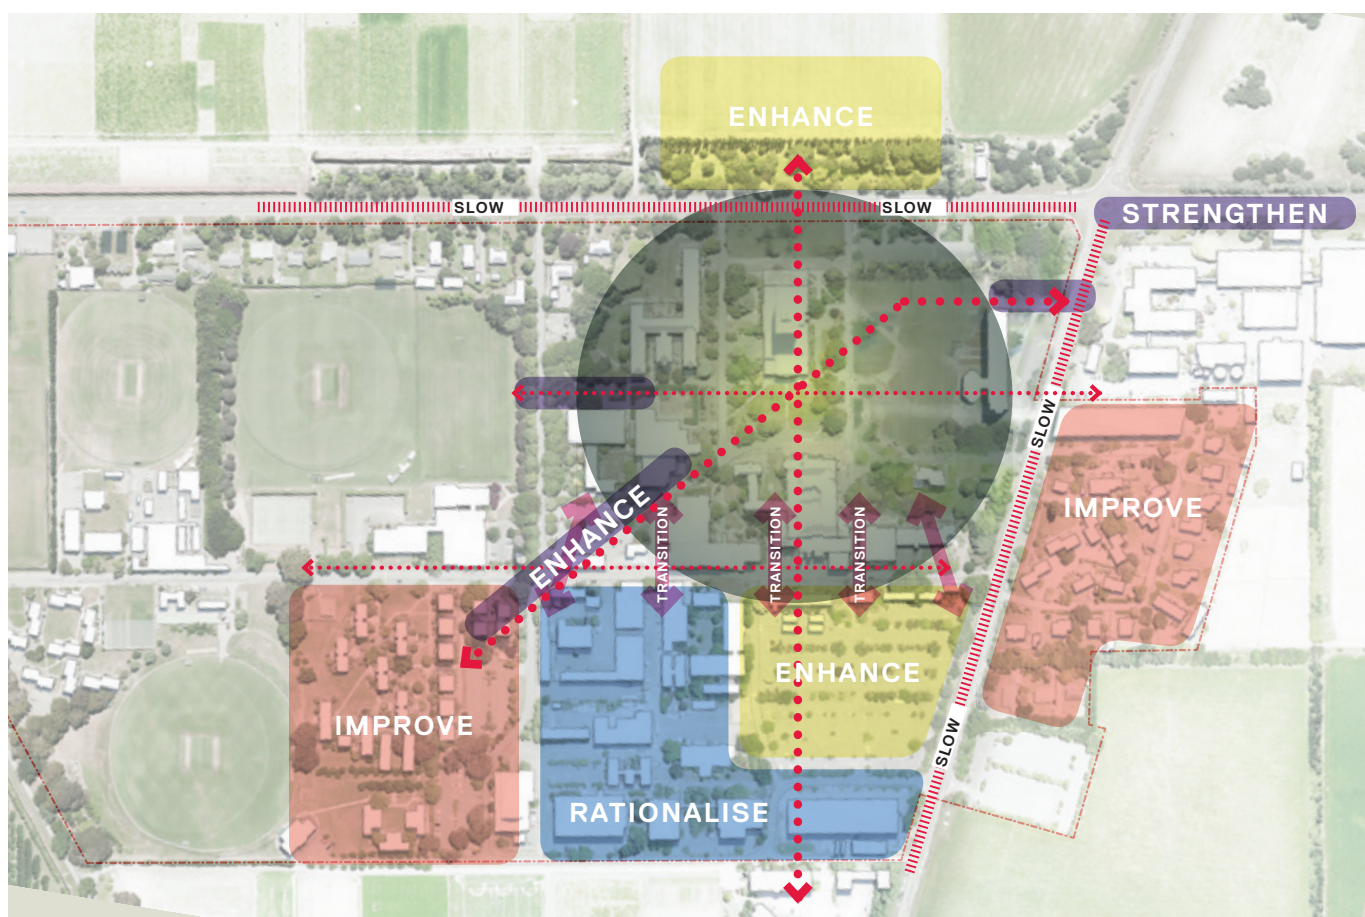 ENHANCE
SLOW
SLOW
STRENGTHEN
SLOW
IMPROVE
ENHANCE
TRANSITION
TRANSITION
TRANSITION
ENHANCE
IMPROVE
SLOW
RATIONALISE